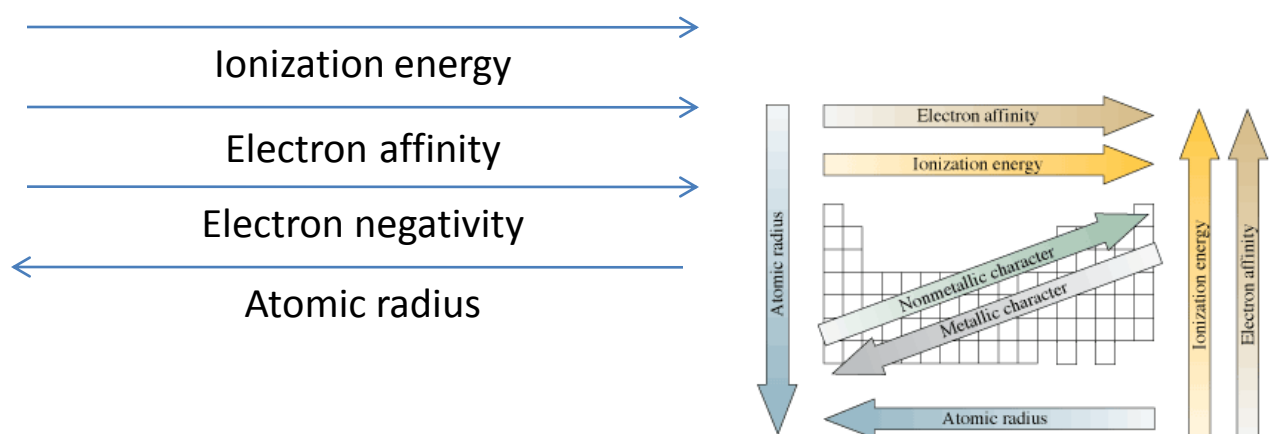 Ionization energy
Electron affinity
Electron negativity
Atomic radius
Electron affinity
Ionization energy
Atomic radius
Nonmetallic character
Metallic character
Ionization energy
Electron affinity
Atomic radius